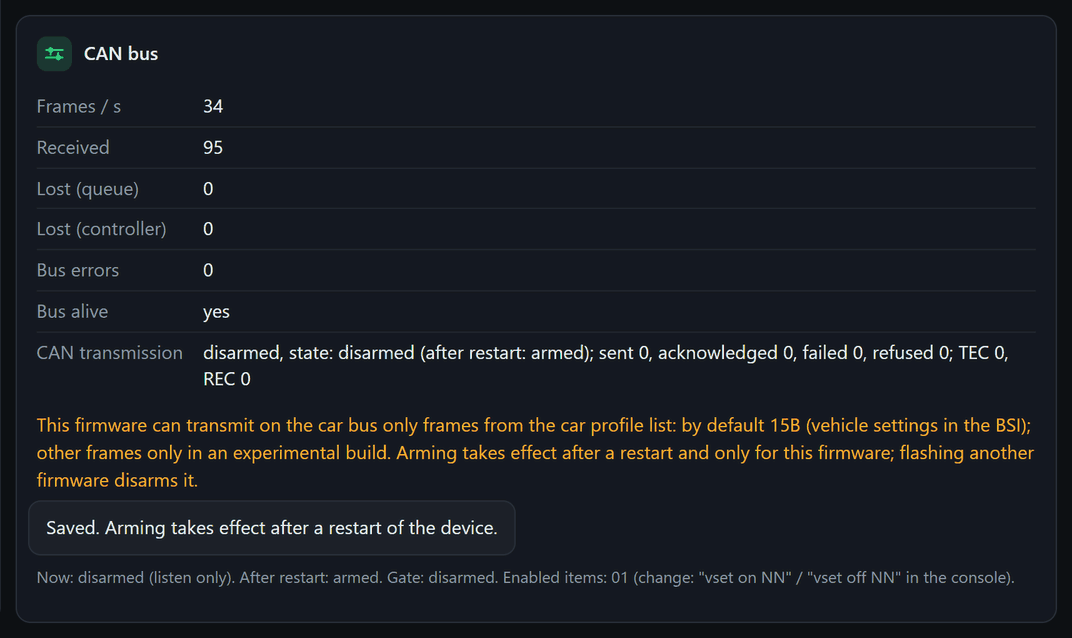 CAN bus
Frames / s 34
Received 95
Lost (queue) 0
Lost (controller) 0
Bus errors 0
Bus alive yes
CAN transmission disarmed, state: disarmed (after restart: armed); sent 0, acknowledged 0, failed 0, refused 0; TEC 0,
REC 0
This firmware can transmit on the car bus only frames from the car profile list: by default 15B (vehicle settings in the BSI);
other frames only in an experimental build. Arming takes effect after a restart and only for this firmware; flashing another
firmware disarms it.
Saved. Arming takes effect after a restart of the device.
Now: disarmed (listen only). After restart: armed. Gate: disarmed. Enabled items: 01 (change: "vset on NN" / "vset off NN" in the console).